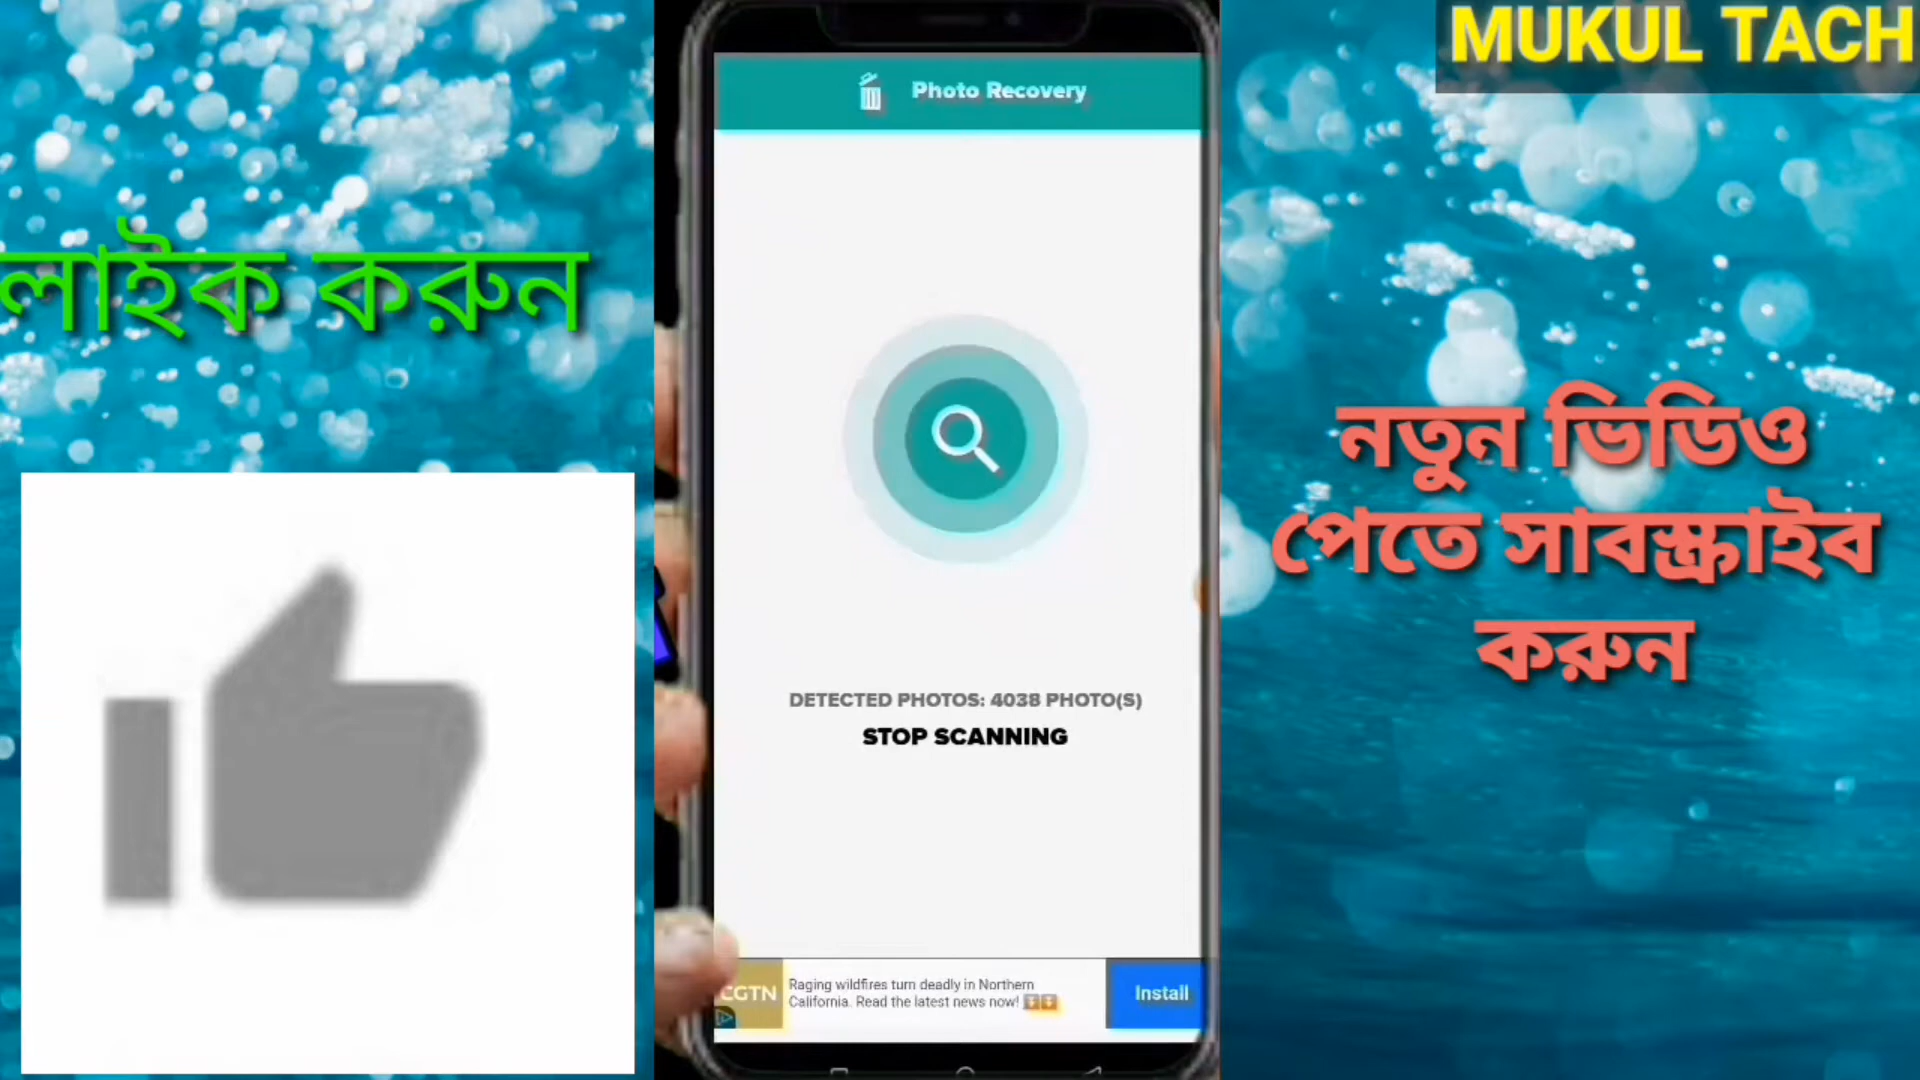 MUKUL TACH
Photo Recovery
লাইক করুন
নতুন ভিডিও
পেতে সাবস্ক্রাইব
করুন
DETECTED PHOTOS: 4038 PHOTO(S)
STOP SCANNING
CGTN
Raging wildfires turn deadly in Northern
California. Read the latest news now!
Install